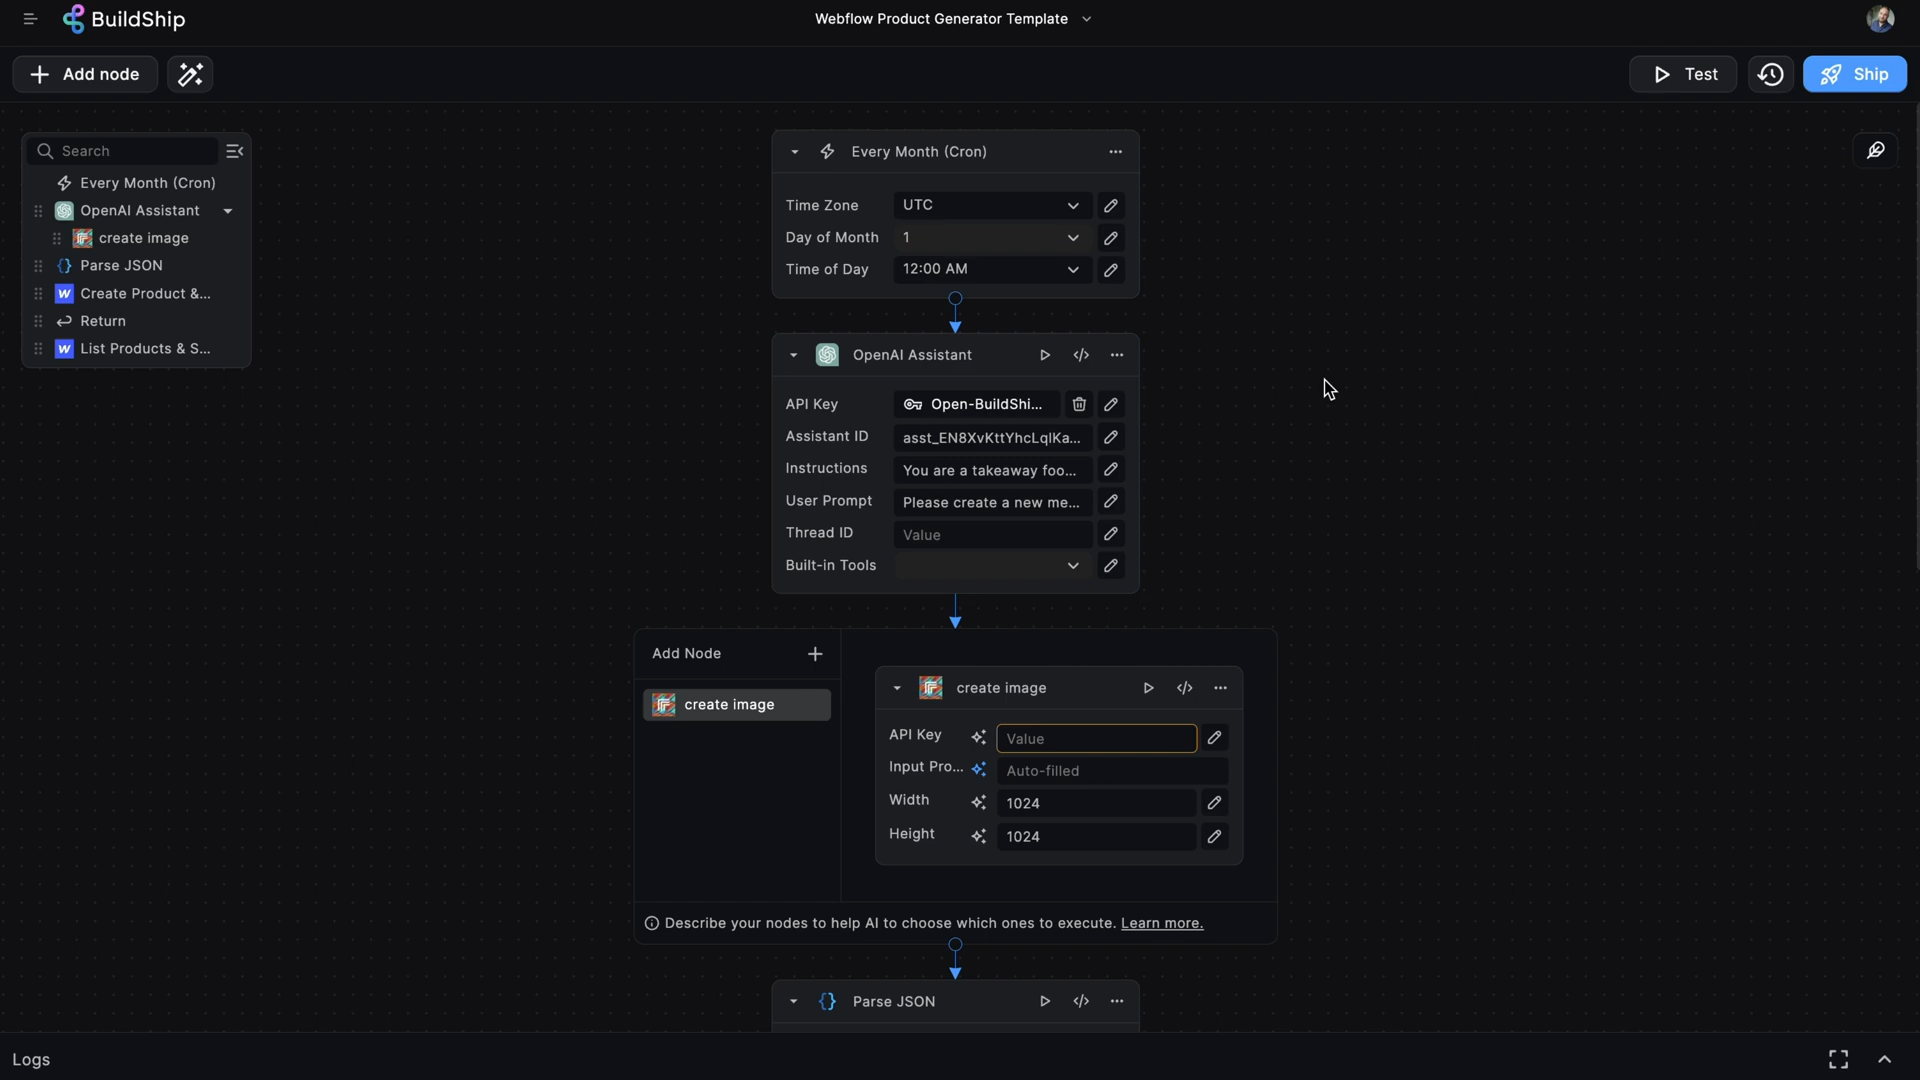 BuildShip
Webflow Product Generator Template
Add node
Test
Ship
Search
Every Month (Cron)
OpenAI Assistant
create image
Parse JSON
Create Product &...
Return
List Products & S...
Every Month (Cron)
Time Zone UTC
Day of Month 1
Time of Day 12:00 AM
OpenAI Assistant
API Key Open-BuildShi...
Assistant ID asst_EN8XvKttYhcLqlKa...
Instructions You are a takeaway foo...
User Prompt Please create a new me...
Thread ID Value
Built-in Tools
Add Node
create image
create image
API Key Value
Input Pro... Auto-filled
Width 1024
Height 1024
Describe your nodes to help AI to choose which ones to execute. Learn more.
Parse JSON
Logs